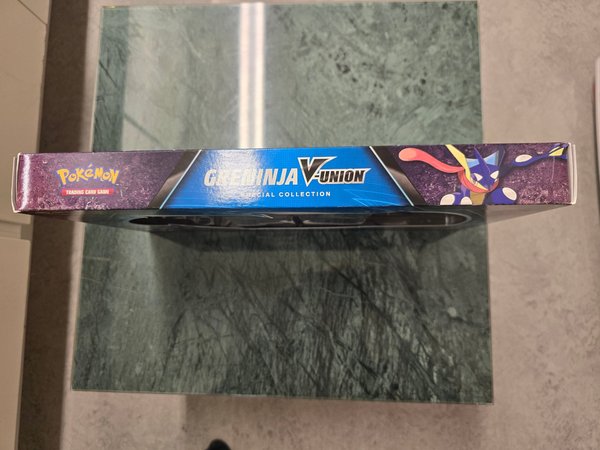 POKéMON
TRADING CARD GAME
GRENINJA V-UNION
SPECIAL COLLECTION